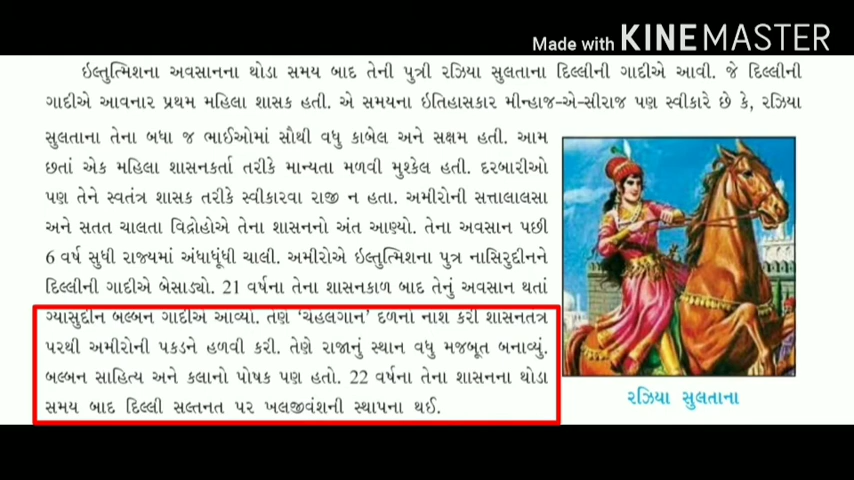 Made with KINEMASTER
ઇલ્તુત્મિશના અવસાનના થોડા સમય બાદ તેની પુત્રી રઝિયા સુલતાના દિલ્લીની ગાદીએ આવી. જે દિલ્લીની
ગાદીએ આવનાર પ્રથમ મહિલા શાસક હતી. એ સમયના ઇતિહાસકાર મીન્હાજ-એ-સીરાજ પણ સ્વીકારે છે કે, રઝિયા
સુલતાના તેના બધા જ ભાઈઓમાં સૌથી વધુ કાબેલ અને સક્ષમ હતી. આમ
છતાં એક મહિલા શાસનકર્તા તરીકે માન્યતા મળવી મુશ્કેલ હતી. દરબારીઓ
પણ તેને સ્વતંત્ર શાસક તરીકે સ્વીકારવા રાજી ન હતા. અમીરોની સત્તાલાલસા
અને સતત ચાલતા વિદ્રોહોએ તેના શાસનનો અંત આણ્યો. તેના અવસાન પછી
6 વર્ષ સુધી રાજ્યમાં અંધાધૂંધી ચાલી. અમીરોએ ઇલ્તુત્મિશના પુત્ર નાસિરુદ્દીનને
દિલ્લીની ગાદીએ બેસાડ્યો. 21 વર્ષના તેના શાસનકાળ બાદ તેનું અવસાન થતાં
ગ્યાસુદ્દીન બલ્બન ગાદીએ આવ્યા. તેણે ‘ચહલગાન’ દળનો નાશ કરી શાસનતંત્ર
પરથી અમીરોની પકડને હળવી કરી. તેણે રાજાનું સ્થાન વધુ મજબૂત બનાવ્યું.
બલ્બન સાહિત્ય અને કલાનો પોષક પણ હતો. 22 વર્ષના તેના શાસનના થોડા
સમય બાદ દિલ્લી સલ્તનત પર ખલજીવંશની સ્થાપના થઈ.
રઝિયા સુલતાના